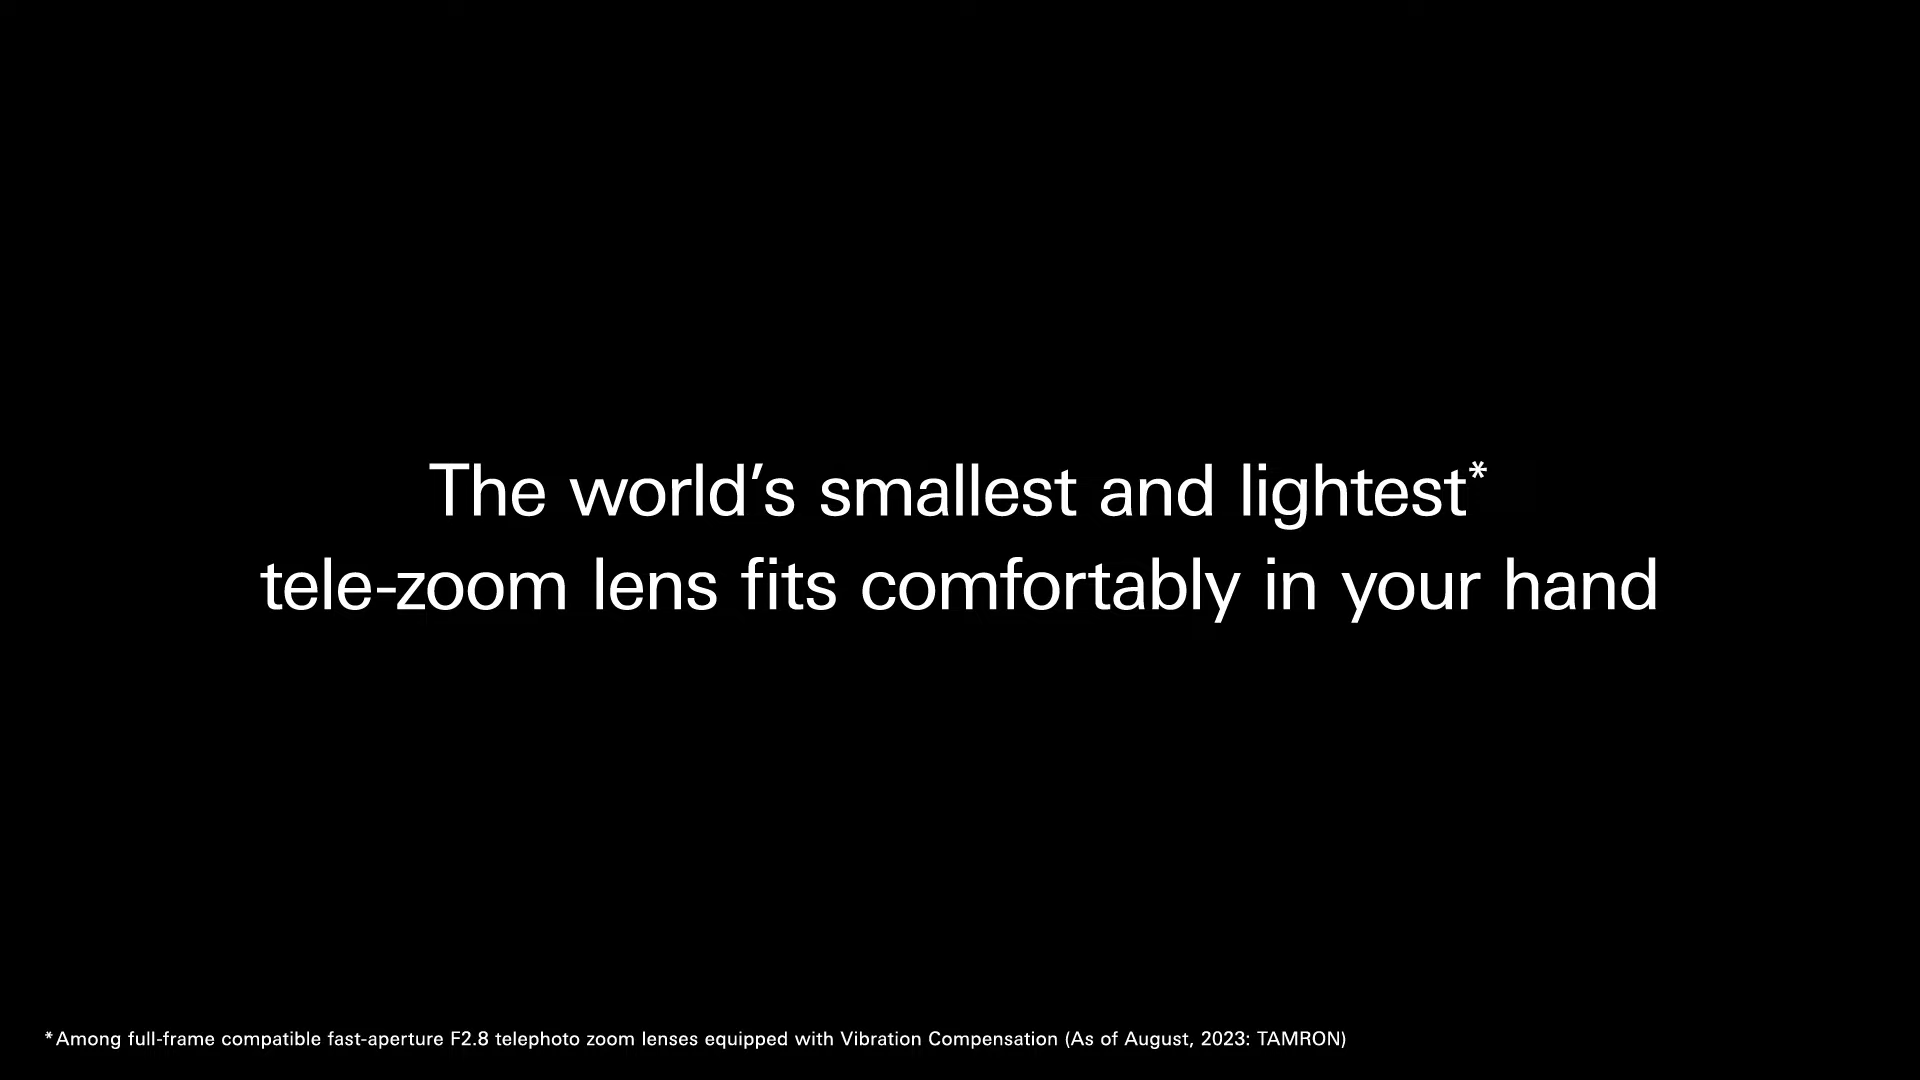 The world’s smallest and lightest*
tele-zoom lens fits comfortably in your hand
*Among full-frame compatible fast-aperture F2.8 telephoto zoom lenses equipped with Vibration Compensation (As of August, 2023: TAMRON)